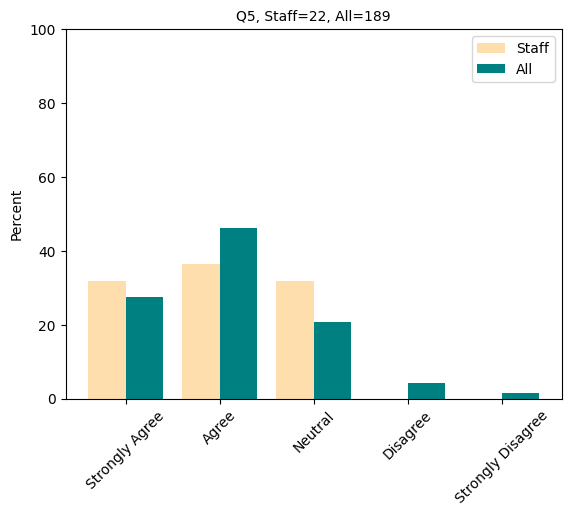 Q5, Staff=22, All=189
Staff
All
Percent
100
80
60
40
20
0
Strongly Agree
Agree
Neutral
Disagree
Strongly Disagree